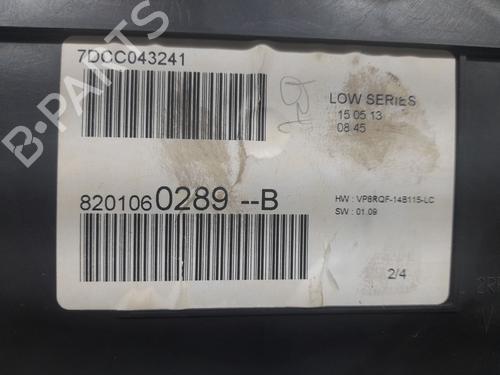 7DCC043241
LOW SERIES
15 05 13
08:45
8201060289 --B
HW : VP8RQF-14B115-LC
SW : 01.09
2/4
B-PARTS